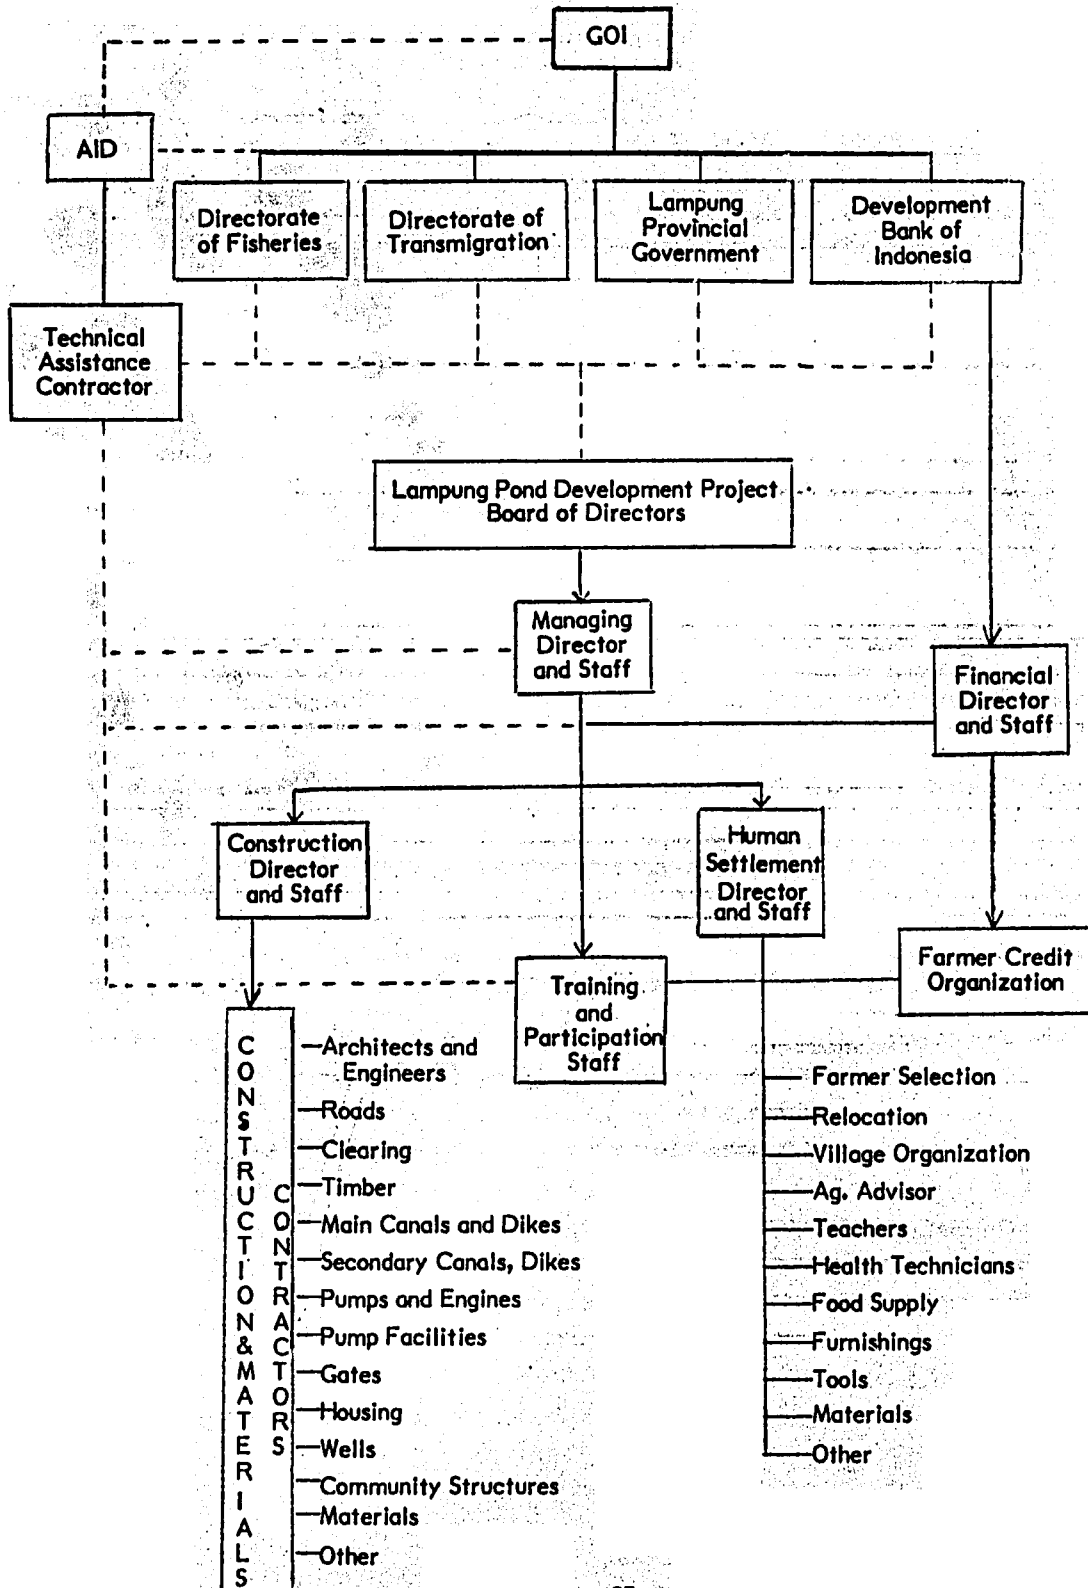 GOI
AID
Directorate
of Fisheries
Directorate of
Transmigration
Lampung
Provincial
Government
Development
Bank of
Indonesia
Technical
Assistance
Contractor
Lampung Pond Development Project
Board of Directors
Managing
Director
and Staff
Financial
Director
and Staff
Construction
Director
and Staff
Human
Settlement
Director
and Staff
Farmer Credit
Organization
Training
and
Participation
Staff
CONSTRUCTION & MATERIALS
CONTRACTORS
Architects and
Engineers
Roads
Clearing
Timber
Main Canals and Dikes
Secondary Canals, Dikes
Pumps and Engines
Pump Facilities
Gates
Housing
Wells
Community Structures
Materials
Other
Farmer Selection
Relocation
Village Organization
Ag. Advisor
Teachers
Health Technicians
Food Supply
Furnishings
Tools
Materials
Other